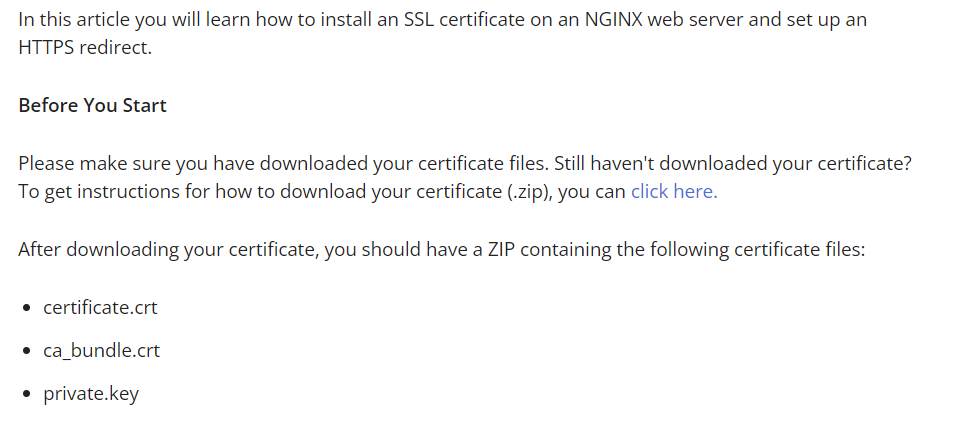 In this article you will learn how to install an SSL certificate on an NGINX web server and set up an
HTTPS redirect.
Before You Start
Please make sure you have downloaded your certificate files. Still haven't downloaded your certificate?
To get instructions for how to download your certificate (.zip), you can click here.
After downloading your certificate, you should have a ZIP containing the following certificate files:
• certificate.crt
• ca_bundle.crt
• private.key